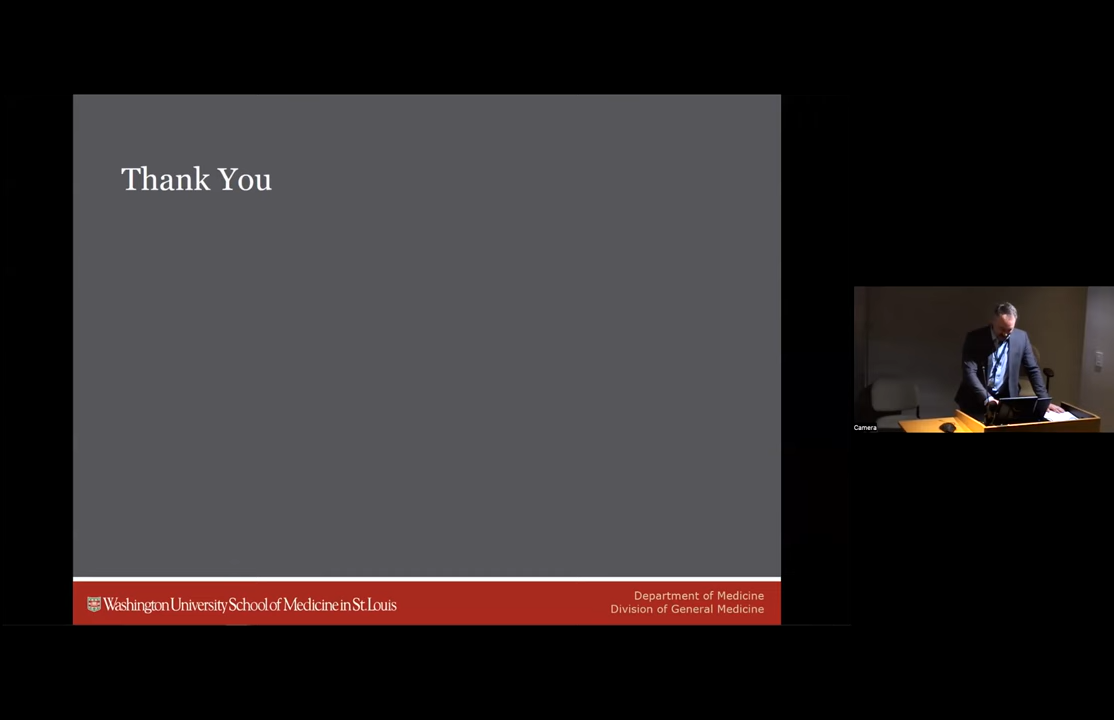 Thank You
Washington University School of Medicine in St. Louis
Department of Medicine
Division of General Medicine
Camera